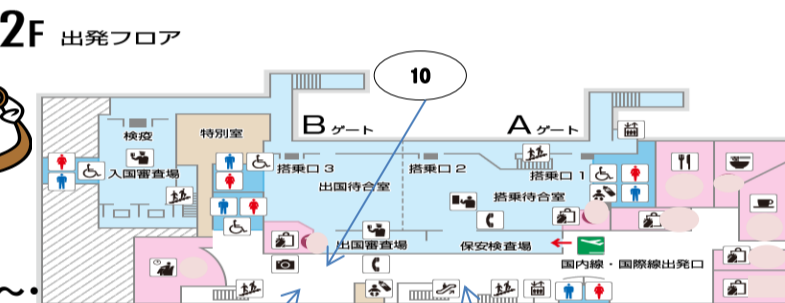 2F 出発フロア
10
Bゲート
Aゲート
検疫
特別室
入国審査場
搭乗口3
搭乗口2
搭乗口1
出国待合室
搭乗待合室
出国審査場
保安検査場
国内線・国際線出発口
～・